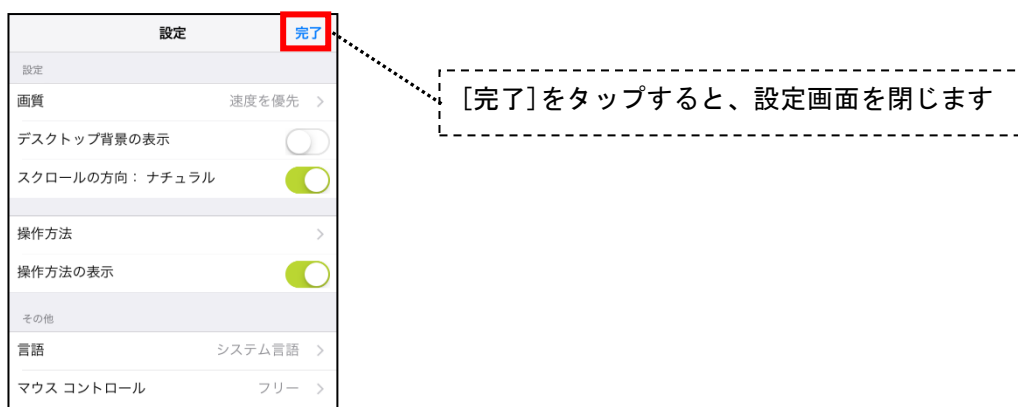 設定 完了
設定
画質 速度を優先
デスクトップ背景の表示
スクロールの方向： ナチュラル
操作方法
操作方法の表示
その他
言語 システム言語
マウス コントロール フリー
[完了]をタップすると、設定画面を閉じます